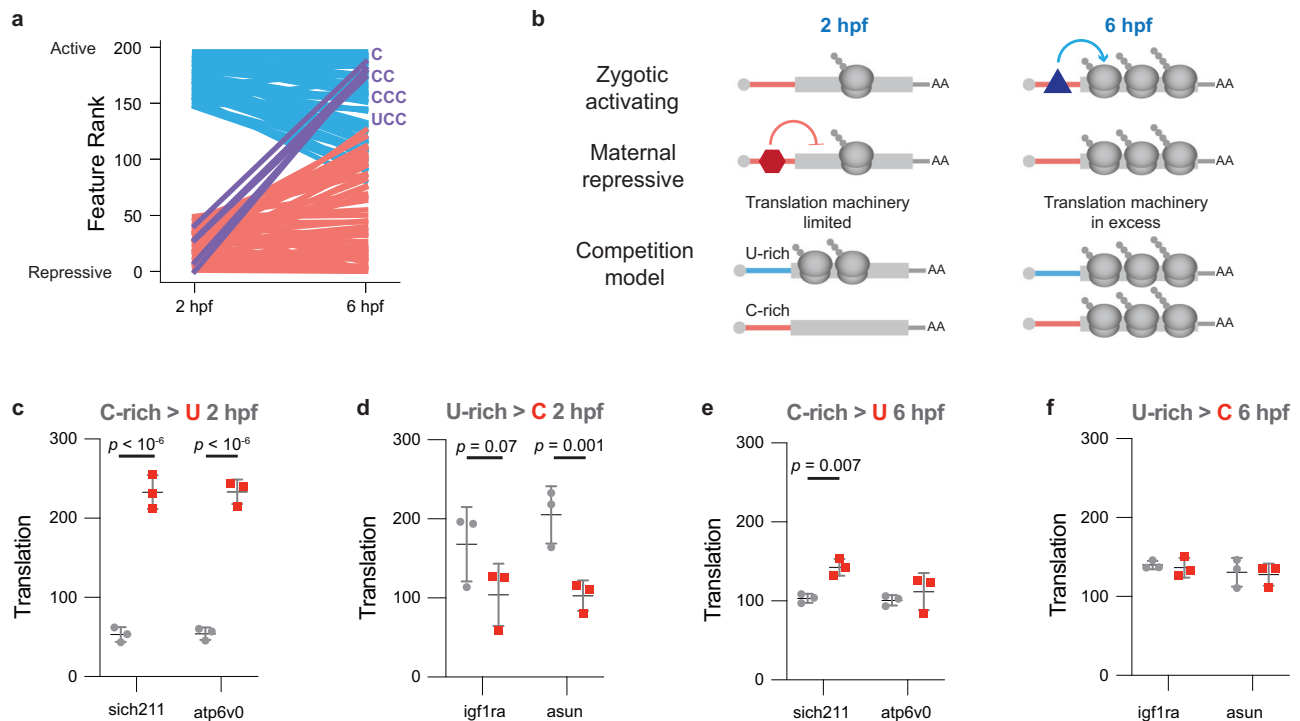 a
Active
200
150
100
50
Repressive
0
Feature Rank
2 hpf
6 hpf
C
CC
CCC
UCC
b
2 hpf
6 hpf
Zygotic
activating
AA
AA
Maternal
repressive
AA
AA
Translation machinery
limited
Translation machinery
in excess
Competition
model
U-rich
AA
AA
C-rich
AA
AA
c
C-rich > U 2 hpf
300
200
100
0
Translation
p < 10-6
p < 10-6
sich211
atp6v0
d
U-rich > C 2 hpf
300
200
100
0
Translation
p = 0.07
p = 0.001
igf1ra
asun
e
C-rich > U 6 hpf
300
200
100
0
Translation
p = 0.007
sich211
atp6v0
f
U-rich > C 6 hpf
300
200
100
0
Translation
igf1ra
asun